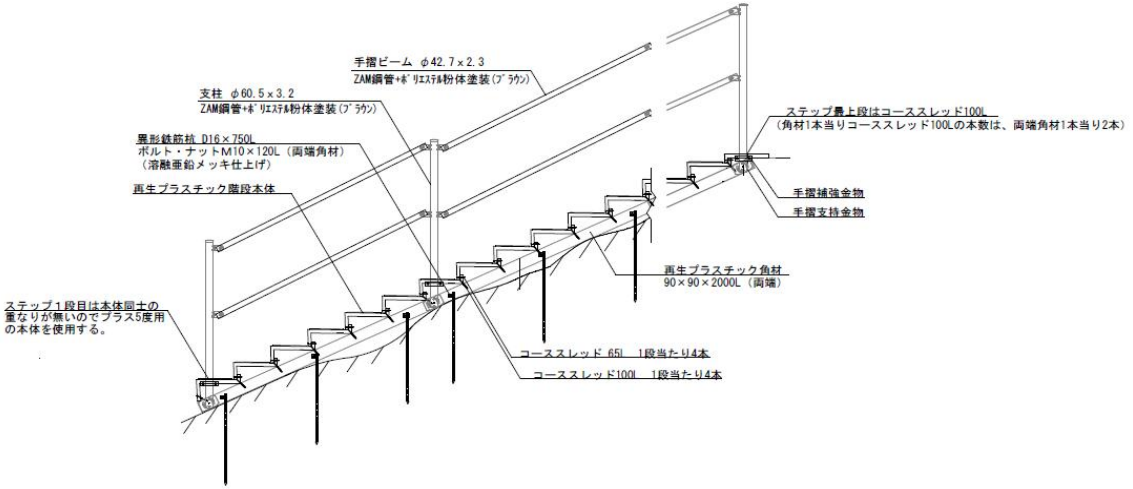 手摺ビーム φ42.7x2.3
ZAM鋼管+ポリエステル粉体塗装(ブラウン)
支柱 φ60.5x3.2
ZAM鋼管+ポリエステル粉体塗装(ブラウン)
異形鉄筋杭 D16×750L
ボルト・ナットM10×120L (両端角材)
(溶融亜鉛メッキ仕上げ)
再生プラスチック階段本体
ステップ最上段はコーススレッド100L
(角材1本当りコーススレッド100Lの本数は、両端角材1本当り2本)
手摺補強金物
手摺支持金物
再生プラスチック角材
90×90×2000L (両端)
ステップ1段目は本体同士の
重なりが無いのでプラス5度用
の本体を使用する。
コーススレッド 65L 1段当たり4本
コーススレッド100L 1段当たり4本